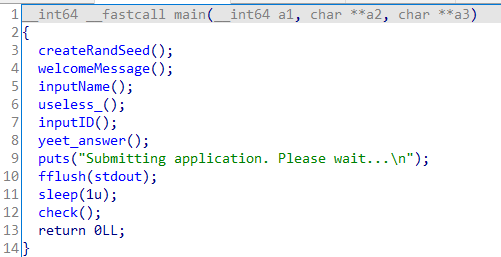 1 __int64 __fastcall main(__int64 a1, char **a2, char **a3)
2 {
3 createRandSeed();
4 welcomeMessage();
5 inputName();
6 useless_();
7 inputID();
8 yeet_answer();
9 puts("Submitting application. Please wait...\n");
10 fflush(stdout);
11 sleep(1u);
12 check();
13 return 0LL;
14 }